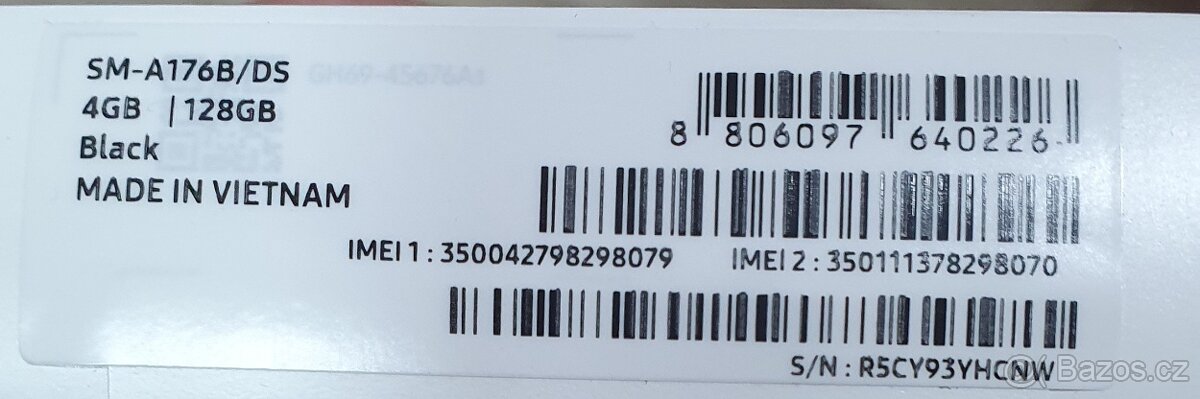 SM-A176B/DS
4GB | 128GB
Black
MADE IN VIETNAM
8 806097 640226
IMEI 1 : 350042798298079 IMEI 2 : 350111378298070
S/N : R5CY93YHCNW
Bazos.cz